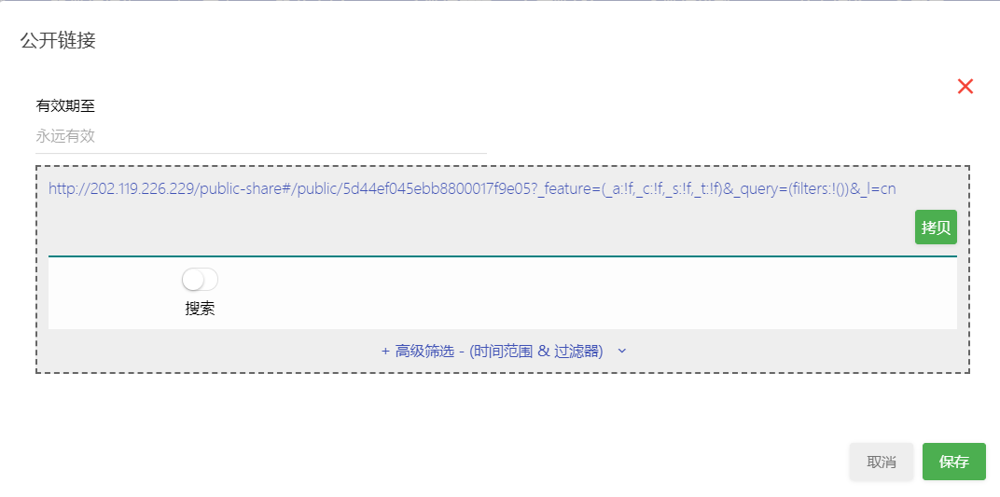 公开链接
有效期至
永远有效
http://202.119.226.229/public-share#/public/5d44ef045ebb8800017f9e05?_feature=(_a:!f,_c:!f,_s:!f,_t:!f)&_query=(filters:!())&_l=cn
拷贝
搜索
+ 高级筛选 - (时间范围 & 过滤器)
取消 保存